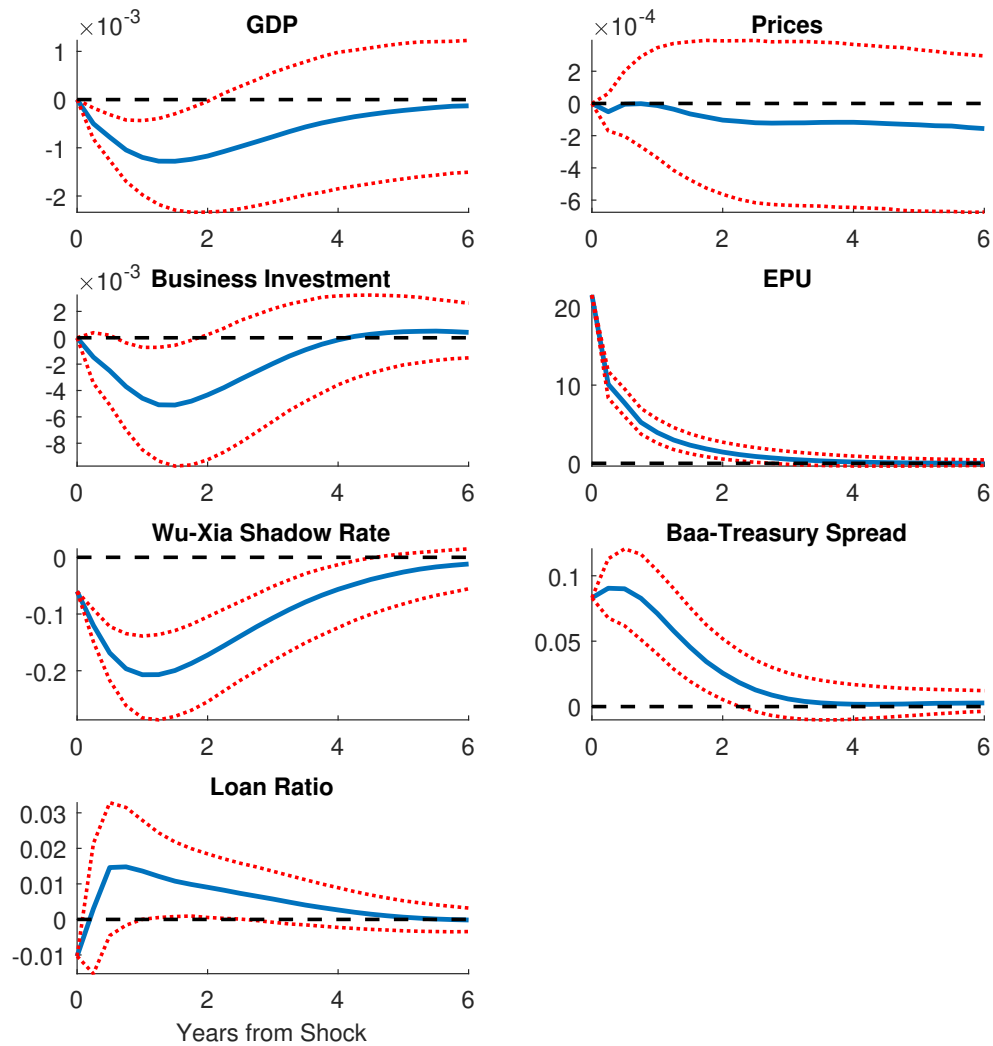 GDP
×10-3
1
0
-1
-2
0 2 4 6
Prices
×10-4
2
0
-2
-4
-6
0 2 4 6
Business Investment
×10-3
2
0
-2
-4
-6
-8
0 2 4 6
EPU
20
10
0
0 2 4 6
Wu-Xia Shadow Rate
0
-0.1
-0.2
0 2 4 6
Baa-Treasury Spread
0.1
0.05
0
0 2 4 6
Loan Ratio
0.03
0.02
0.01
0
-0.01
0 2 4 6
Years from Shock